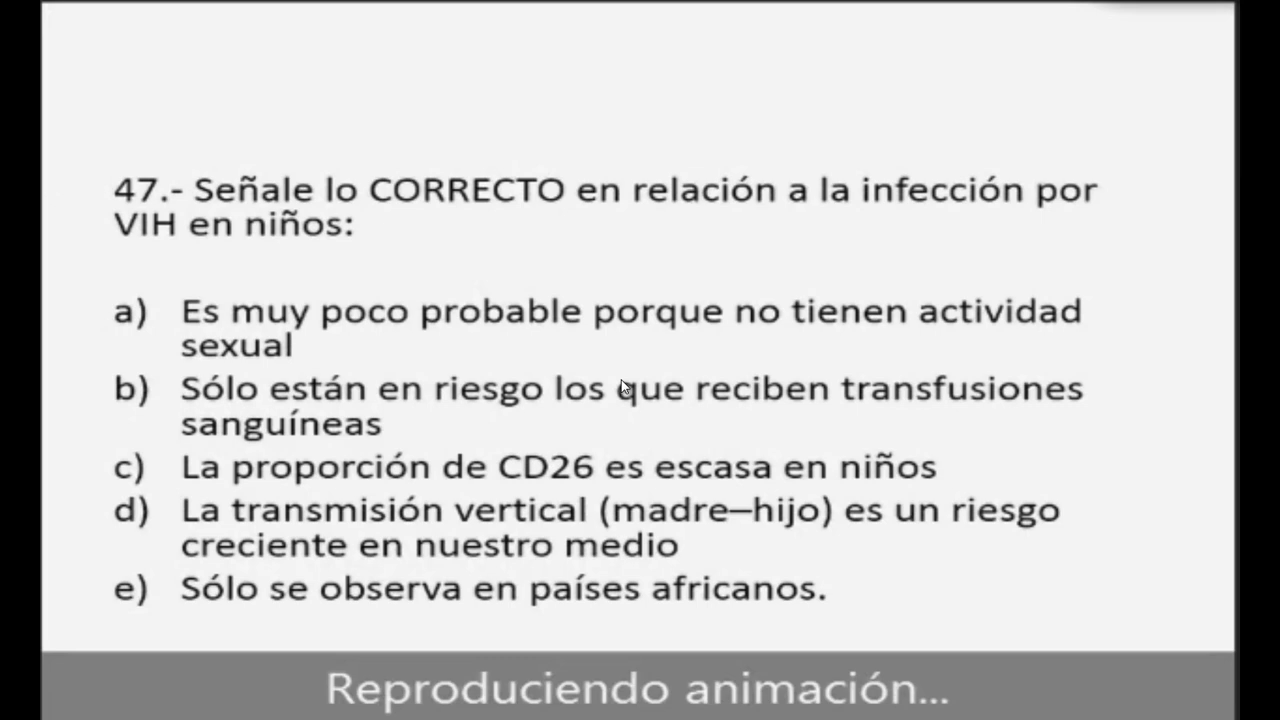 47.- Señale lo CORRECTO en relación a la infección por
VIH en niños:
a) Es muy poco probable porque no tienen actividad
sexual
b) Sólo están en riesgo los que reciben transfusiones
sanguíneas
c) La proporción de CD26 es escasa en niños
d) La transmisión vertical (madre–hijo) es un riesgo
creciente en nuestro medio
e) Sólo se observa en países africanos.
Reproduciendo animación...